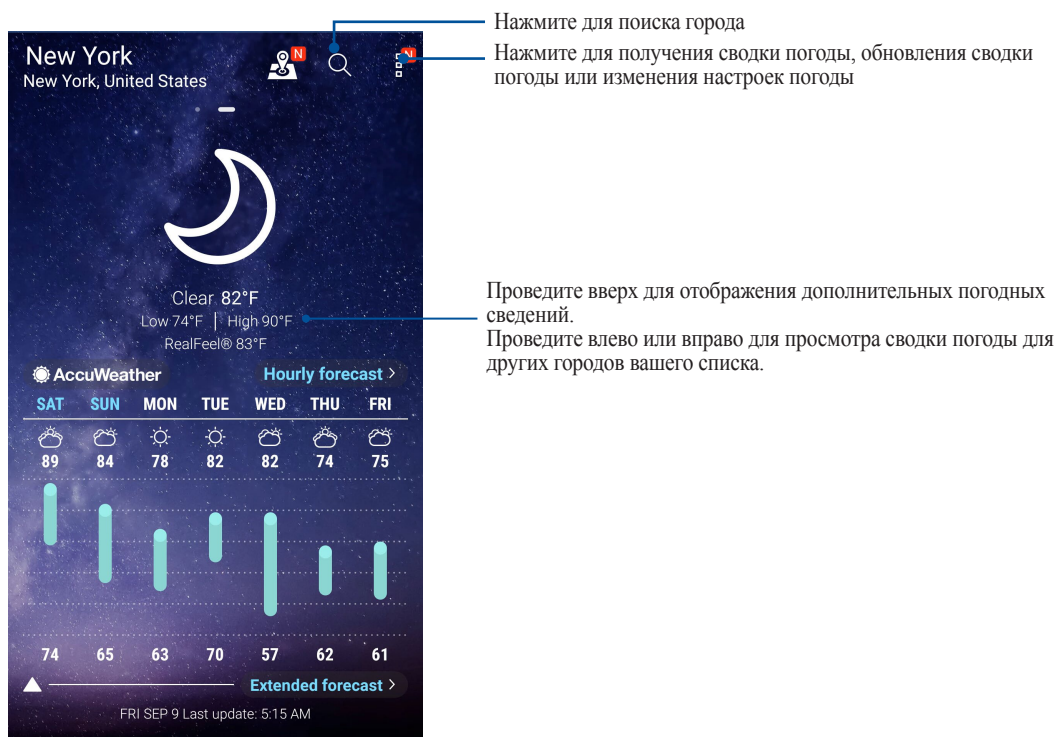 Нажмите для поиска города
Нажмите для получения сводки погоды, обновления сводки
погоды или изменения настроек погоды
New York
New York, United States
N
N
Clear 82°F
Low 74°F | High 90°F
RealFeel® 83°F
Проведите вверх для отображения дополнительных погодных
сведений.
Проведите влево или вправо для просмотра сводки погоды для
других городов вашего списка.
AccuWeather Hourly forecast >
SAT SUN MON TUE WED THU FRI
89 84 78 82 82 74 75
74 65 63 70 57 62 61
Extended forecast >
FRI SEP 9 Last update: 5:15 AM